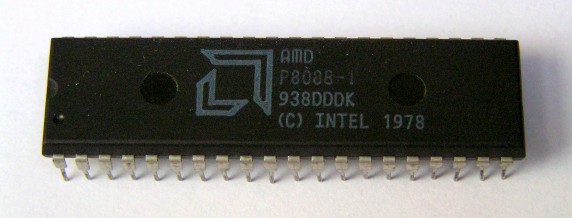 AMD
P8088-1
938DDDK
(C) INTEL 1978